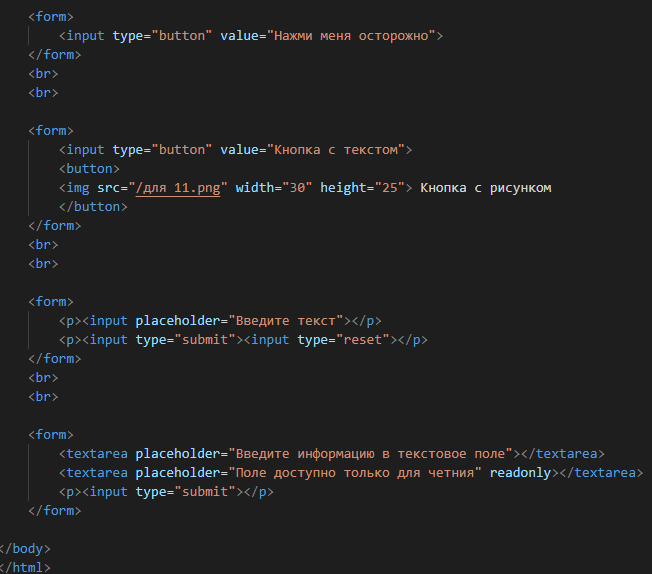 <form>
<input type="button" value="Нажми меня осторожно">
</form>
<br>
<br>
<form>
<input type="button" value="Кнопка с текстом">
<button>
<img src="/для 11.png" width="30" height="25"> Кнопка с рисунком
</button>
</form>
<br>
<br>
<form>
<p><input placeholder="Введите текст"></p>
<p><input type="submit"><input type="reset"></p>
</form>
<br>
<br>
<form>
<textarea placeholder="Введите информацию в текстовое поле"></textarea>
<textarea placeholder="Поле доступно только для четния" readonly></textarea>
<p><input type="submit"></p>
</form>
</body>
</html>